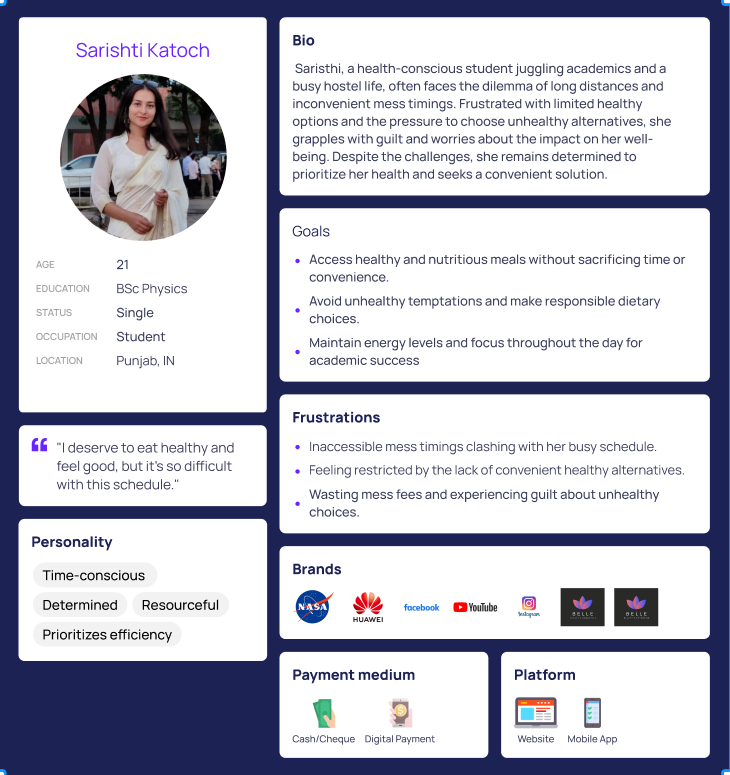 Sarishti Katoch
AGE 21
EDUCATION BSc Physics
STATUS Single
OCCUPATION Student
LOCATION Punjab, IN
"I deserve to eat healthy and
feel good, but it's so difficult
with this schedule."
Personality
Time-conscious
Determined Resourceful
Prioritizes efficiency
Bio
Saristhi, a health-conscious student juggling academics and a
busy hostel life, often faces the dilemma of long distances and
inconvenient mess timings. Frustrated with limited healthy
options and the pressure to choose unhealthy alternatives, she
grapples with guilt and worries about the impact on her well-
being. Despite the challenges, she remains determined to
prioritize her health and seeks a convenient solution.
Goals
Access healthy and nutritious meals without sacrificing time or
convenience.
Avoid unhealthy temptations and make responsible dietary
choices.
Maintain energy levels and focus throughout the day for
academic success
Frustrations
Inaccessible mess timings clashing with her busy schedule.
Feeling restricted by the lack of convenient healthy alternatives.
Wasting mess fees and experiencing guilt about unhealthy
choices.
Brands
NASA HUAWEI facebook YouTube Instagram BELLE BELLE
Payment medium
Cash/Cheque Digital Payment
Platform
Website Mobile App